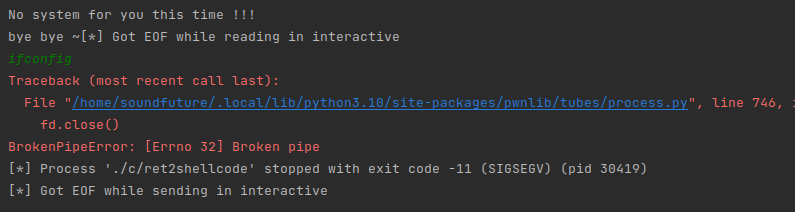 No system for you this time !!!
bye bye ~[*] Got EOF while reading in interactive
ifconfig
Traceback (most recent call last):
  File "/home/soundfuture/.local/lib/python3.10/site-packages/pwnlib/tubes/process.py", line 746,
    fd.close()
BrokenPipeError: [Errno 32] Broken pipe
[*] Process './c/ret2shellcode' stopped with exit code -11 (SIGSEGV) (pid 30419)
[*] Got EOF while sending in interactive